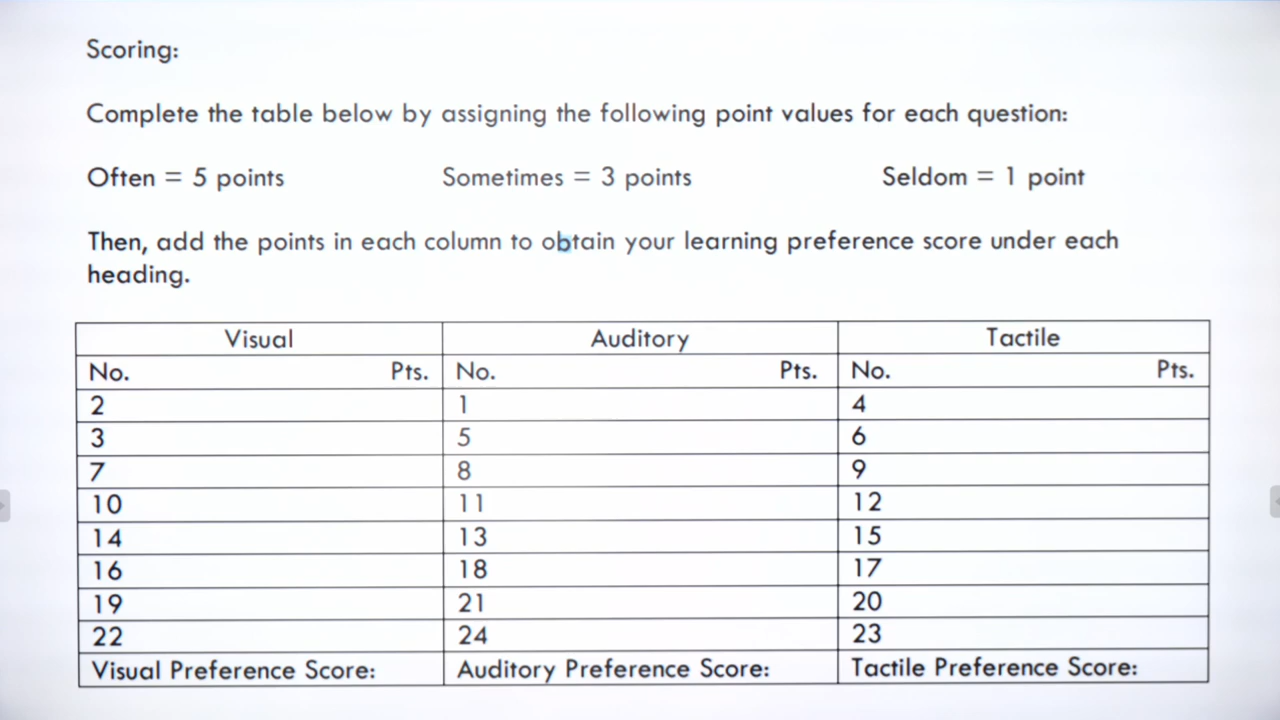 Scoring:
Complete the table below by assigning the following point values for each question:
Often = 5 points Sometimes = 3 points Seldom = 1 point
Then, add the points in each column to obtain your learning preference score under each
heading.
Visual Auditory Tactile
No. Pts. No. Pts. No. Pts.
2 1 4
3 5 6
7 8 9
10 11 12
14 13 15
16 18 17
19 21 20
22 24 23
Visual Preference Score: Auditory Preference Score: Tactile Preference Score: